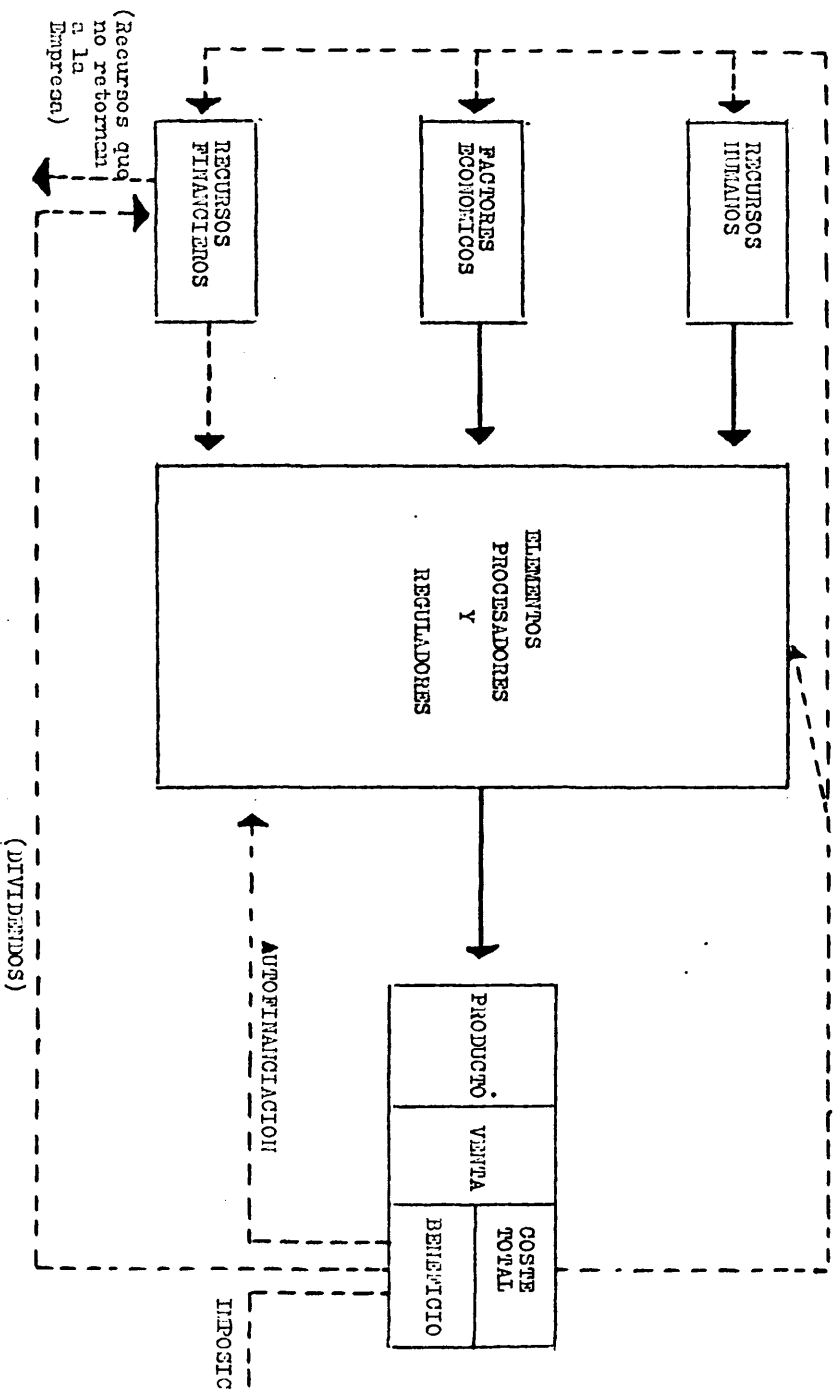 RECURSOS
HUMANOS
FACTORES
ECONOMICOS
RECURSOS
FINANCIEROS
(Recursos que
no retornan
a la
Empresa)
ELEMENTOS
PROCESADORES
Y
REGULADORES
PRODUCTO
VENTA
COSTE
TOTAL
BENEFICIO
AUTOFINANCIACION
(DIVIDENDOS)
IMPOSIC